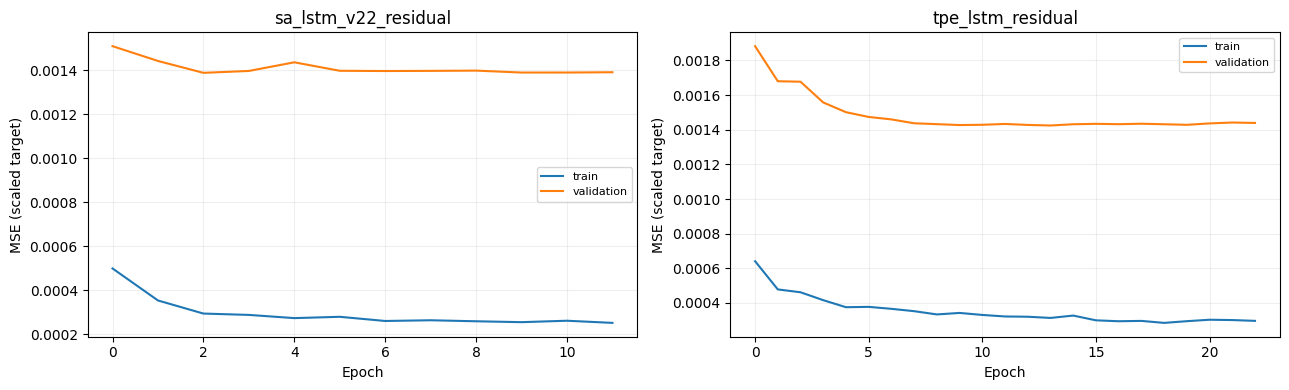 sa_lstm_v22_residual
MSE (scaled target)
0.0014
0.0012
0.0010
0.0008
0.0006
0.0004
0.0002
train
validation
0 2 4 6 8 10
Epoch
tpe_lstm_residual
MSE (scaled target)
0.0018
0.0016
0.0014
0.0012
0.0010
0.0008
0.0006
0.0004
train
validation
0 5 10 15 20
Epoch